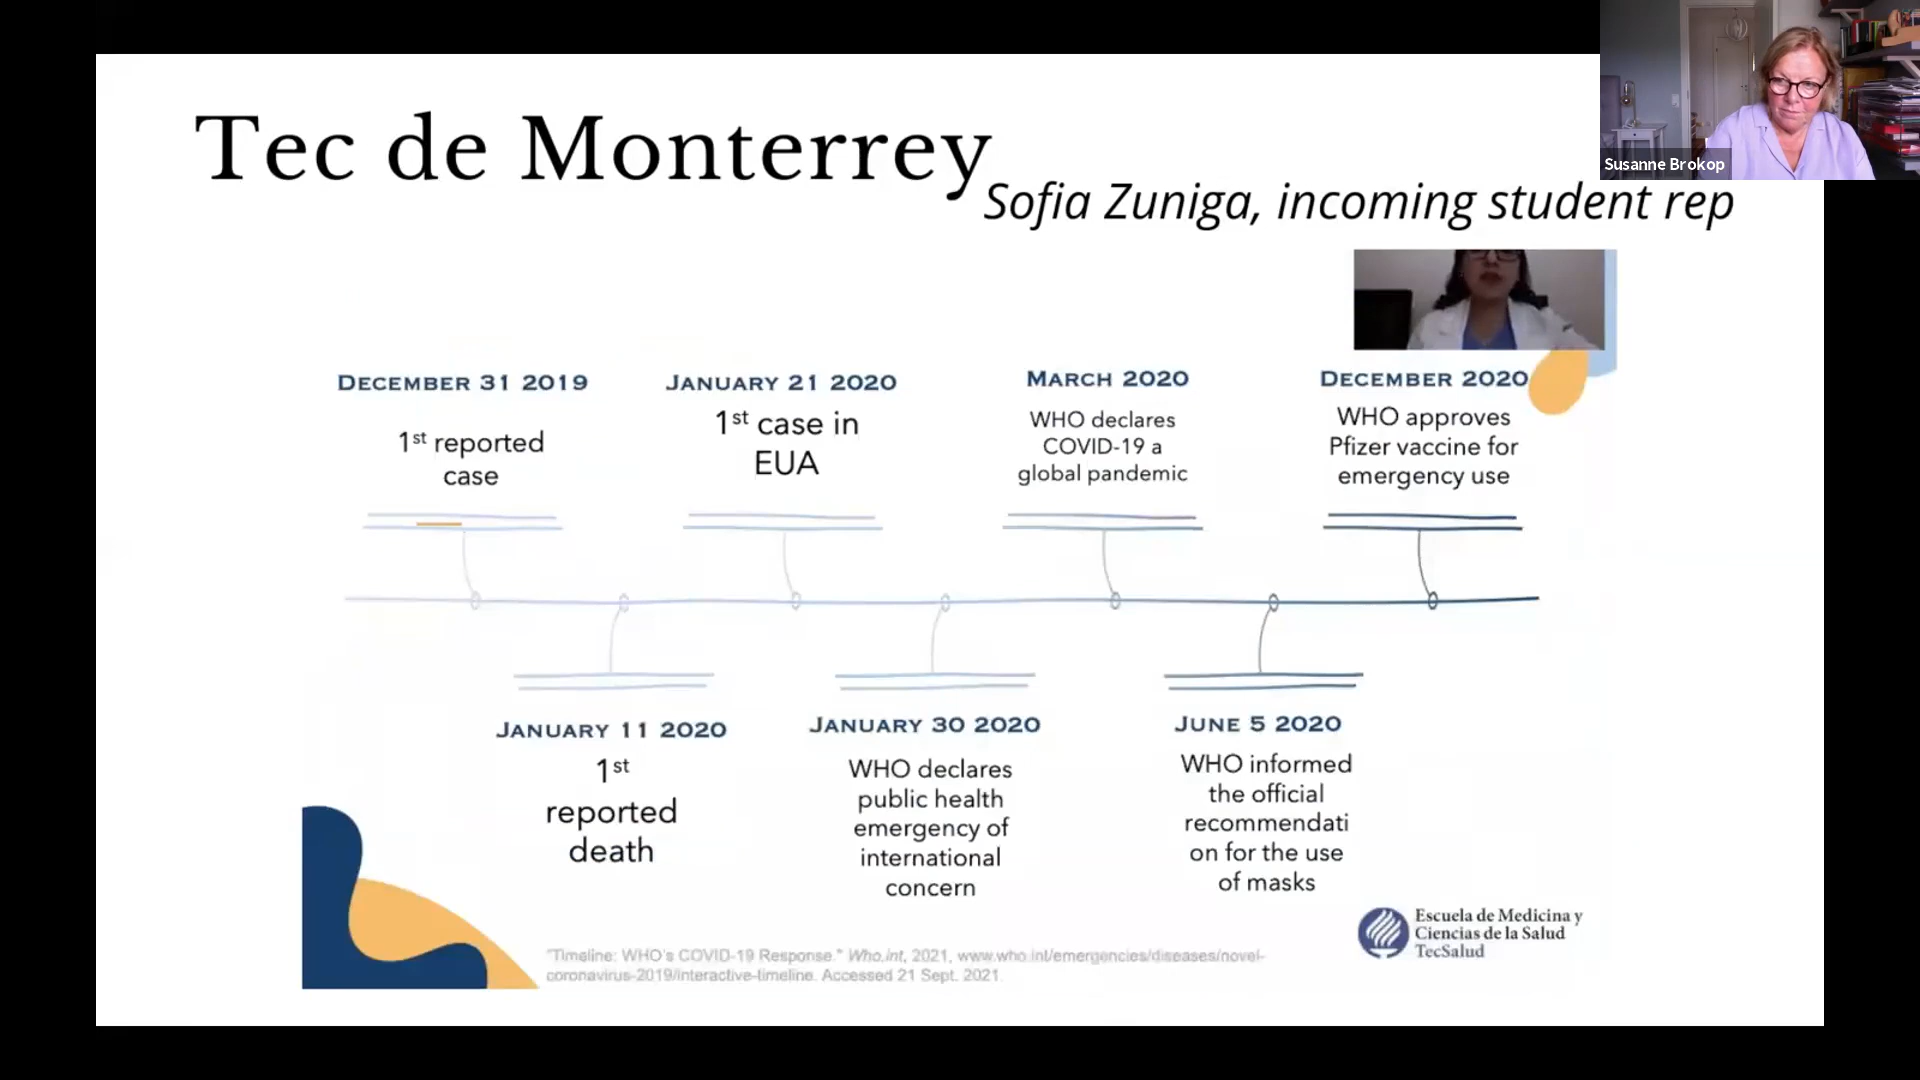 Tec de Monterrey
Susanne Brokop
Sofia Zuniga, incoming student rep
DECEMBER 31 2019
1st reported
case
JANUARY 21 2020
1st case in
EUA
MARCH 2020
WHO declares
COVID-19 a
global pandemic
DECEMBER 2020
WHO approves
Pfizer vaccine for
emergency use
JANUARY 11 2020
1st
reported
death
JANUARY 30 2020
WHO declares
public health
emergency of
international
concern
JUNE 5 2020
WHO informed
the official
recommendati
on for the use
of masks
Escuela de Medicina y
Ciencias de la Salud
TecSalud
"Timeline: WHO's COVID-19 Response." Who.int, 2021, www.who.int/emergencies/diseases/novel-
coronavirus-2019/interactive-timeline. Accessed 21 Sept. 2021.